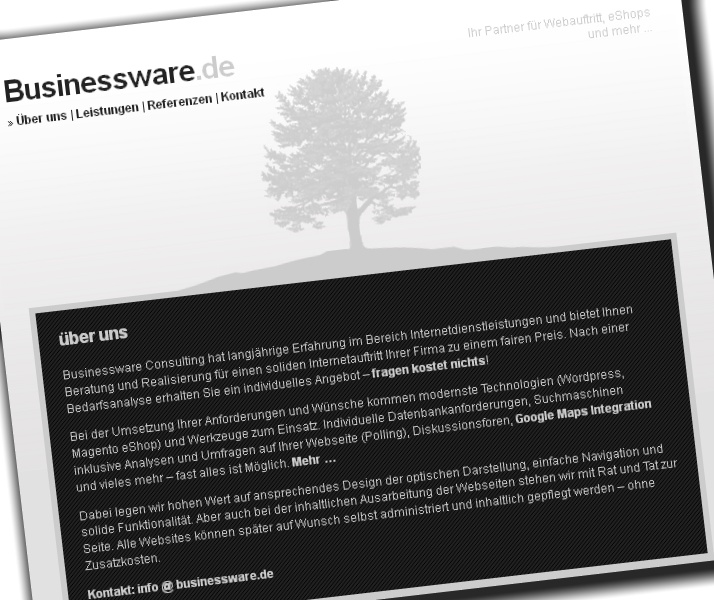 Ihr Partner für Webauftritt, eShops
und mehr ...
Businessware.de
» Über uns | Leistungen | Referenzen | Kontakt
über uns
Businessware Consulting hat langjährige Erfahrung im Bereich Internetdienstleistungen und bietet Ihnen
Beratung und Realisierung für einen soliden Internetauftritt Ihrer Firma zu einem fairen Preis. Nach einer
Bedarfsanalyse erhalten Sie ein individuelles Angebot – fragen kostet nichts!
Bei der Umsetzung Ihrer Anforderungen und Wünsche kommen modernste Technologien (Wordpress,
Magento eShop) und Werkzeuge zum Einsatz. Individuelle Datenbankanforderungen, Suchmaschinen
inklusive Analysen und Umfragen auf Ihrer Webseite (Polling), Diskussionsforen, Google Maps Integration
und vieles mehr – fast alles ist Möglich. Mehr ...
Dabei legen wir hohen Wert auf ansprechendes Design der optischen Darstellung, einfache Navigation und
solide Funktionalität. Aber auch bei der inhaltlichen Ausarbeitung der Webseiten stehen wir mit Rat und Tat zur
Seite. Alle Websites können später auf Wunsch selbst administriert und inhaltlich gepflegt werden – ohne
Zusatzkosten.
Kontakt: info @ businessware.de